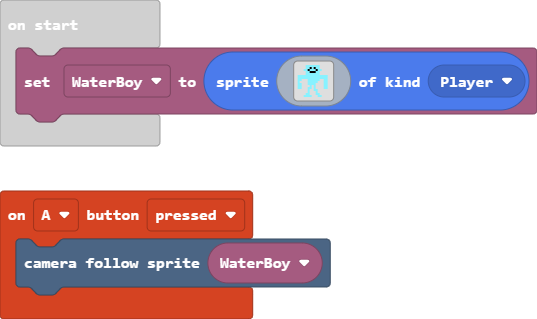 on start
set WaterBoy to sprite of kind Player
on A button pressed
camera follow sprite WaterBoy